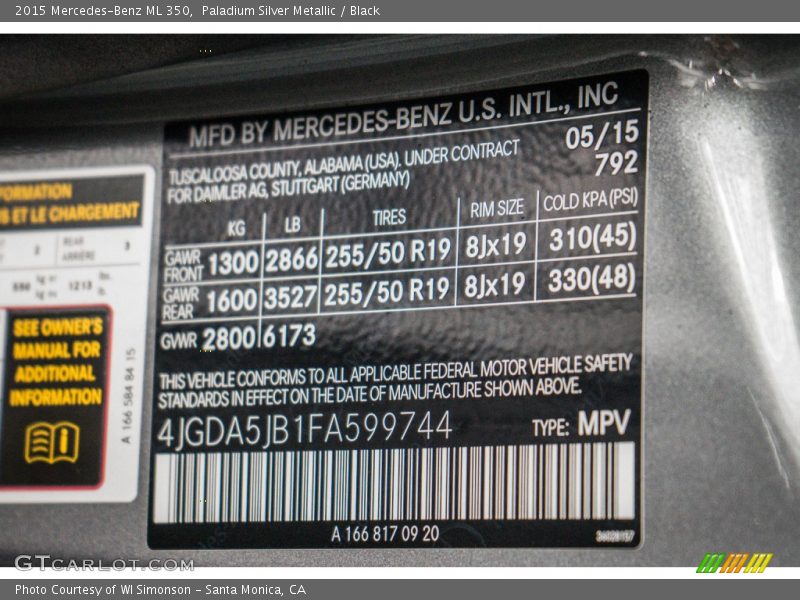 2015 Mercedes-Benz ML 350, Paladium Silver Metallic / Black
MFD BY MERCEDES-BENZ U.S. INTL., INC
TUSCALOOSA COUNTY, ALABAMA (USA), UNDER CONTRACT
FOR DAIMLER AG, STUTTGART (GERMANY)
05/15
792
KG LB TIRES RIM SIZE COLD KPA (PSI)
GAWR FRONT 1300 2866 255/50 R19 8Jx19 310(45)
GAWR REAR 1600 3527 255/50 R19 8Jx19 330(48)
GVWR 2800 6173
THIS VEHICLE CONFORMS TO ALL APPLICABLE FEDERAL MOTOR VEHICLE SAFETY
STANDARDS IN EFFECT ON THE DATE OF MANUFACTURE SHOWN ABOVE.
4JGDA5JB1FA599744 TYPE: MPV
A 166 817 09 20
ET LE CHARGEMENT
SEE OWNER'S
MANUAL FOR
ADDITIONAL
INFORMATION
A 166 584 84 15
GTCARLOT.COM
Photo Courtesy of WI Simonson - Santa Monica, CA